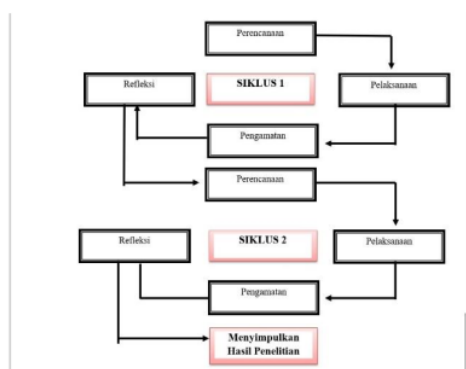 Perencanaan
Refleksi
SIKLUS 1
Pelaksanaan
Pengamatan
Perencanaan
Refleksi
SIKLUS 2
Pelaksanaan
Pengamatan
Menyimpulkan
Hasil Penelitian